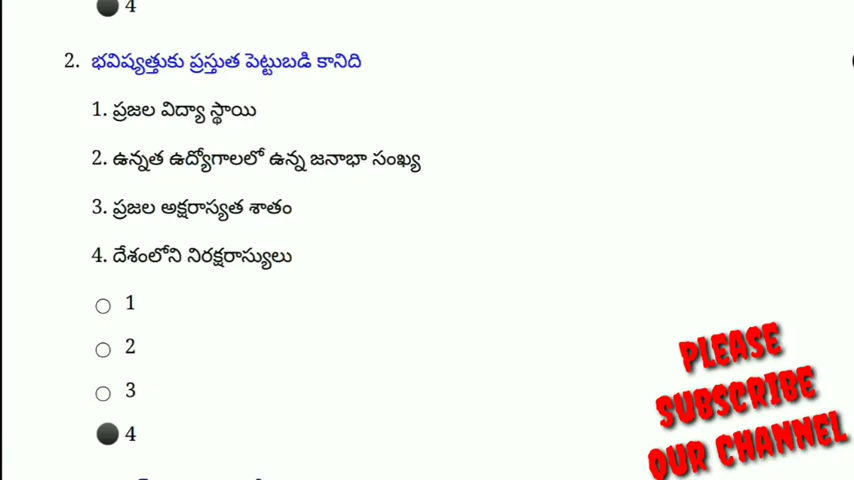 4
2. భవిష్యత్తుకు ప్రస్తుత పెట్టుబడి కానిది
1. ప్రజల విద్యా స్థాయి
2. ఉన్నత ఉద్యోగాలలో ఉన్న జనాభా సంఖ్య
3. ప్రజల అక్షరాస్యత శాతం
4. దేశంలోని నిరక్షరాస్యులు
1
2
3
4
PLEASE
SUBSCRIBE
OUR CHANNEL